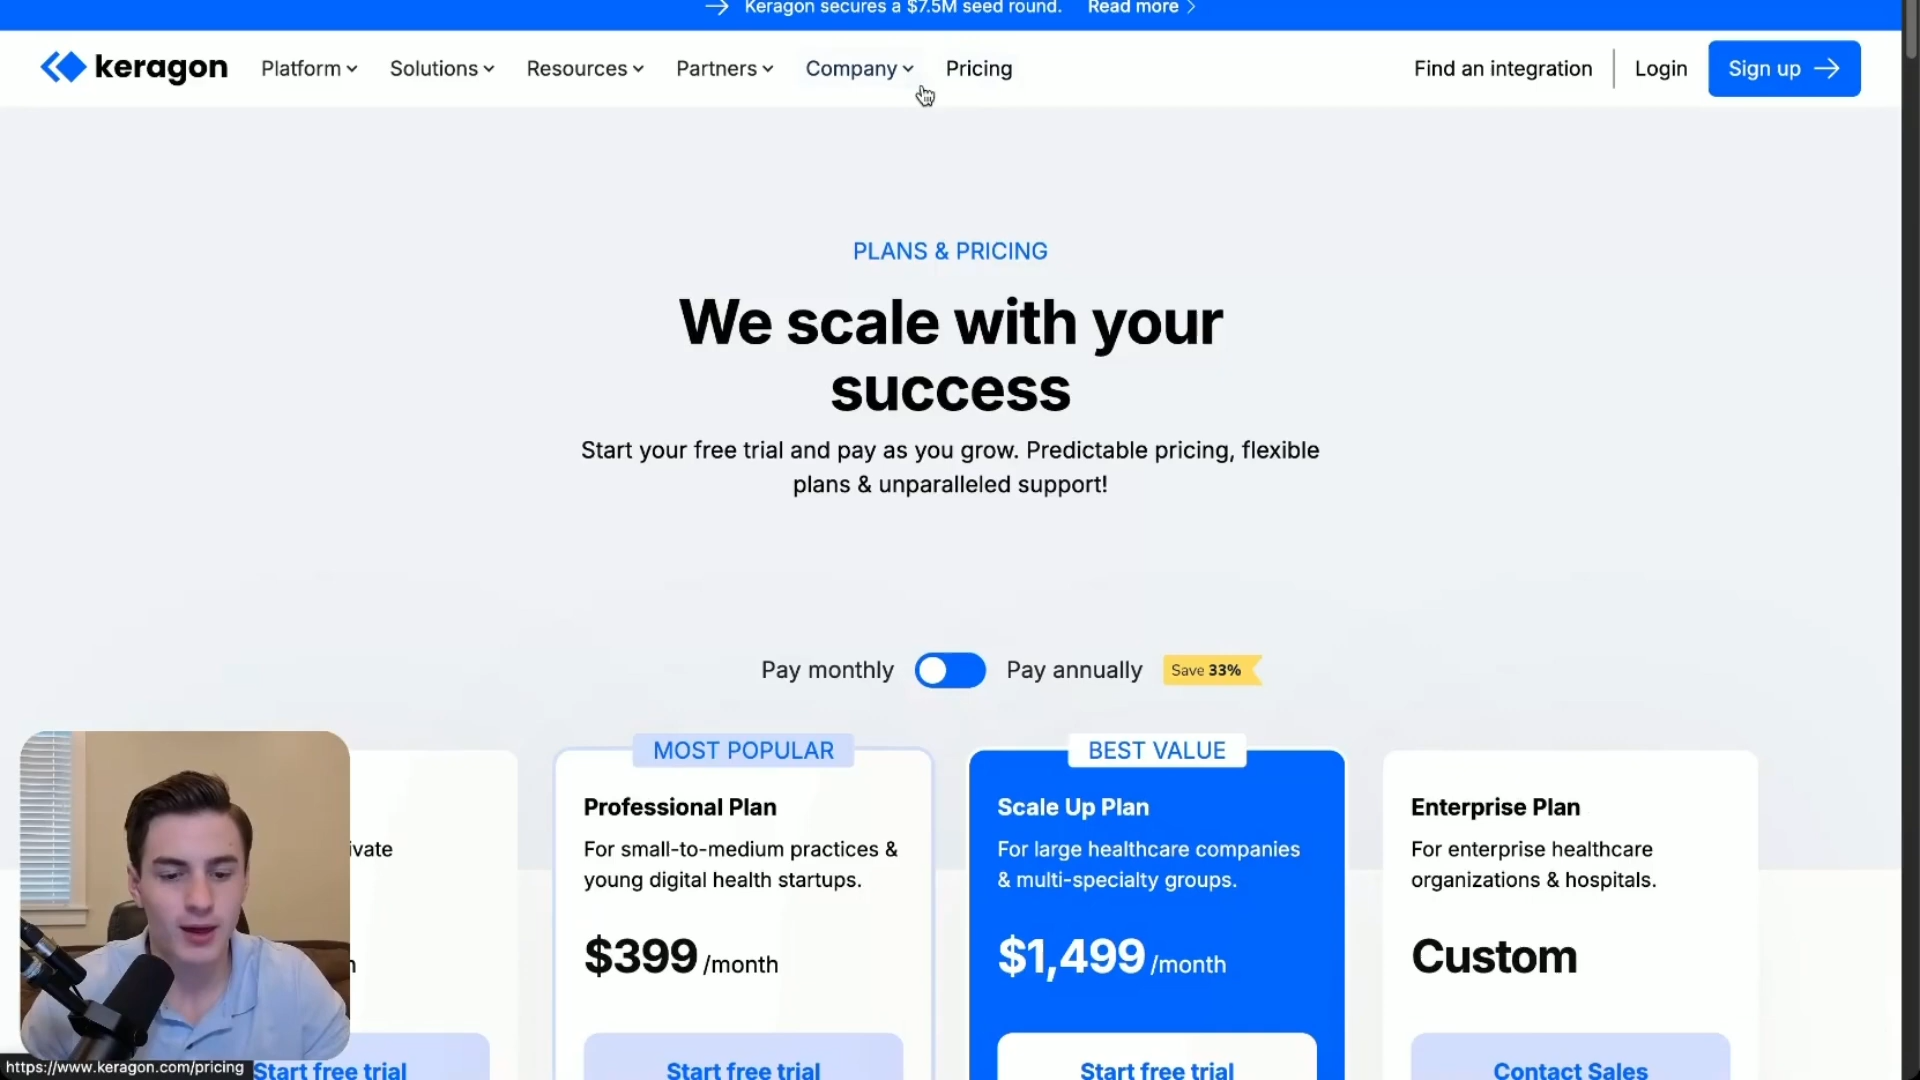 Keragon secures a $7.5M seed round. Read more
keragon
Platform
Solutions
Resources
Partners
Company
Pricing
Find an integration
Login
Sign up
PLANS & PRICING
We scale with your
success
Start your free trial and pay as you grow. Predictable pricing, flexible
plans & unparalleled support!
Pay monthly
Pay annually
Save 33%
ivate
Start free trial
MOST POPULAR
Professional Plan
For small-to-medium practices &
young digital health startups.
$399 /month
Start free trial
BEST VALUE
Scale Up Plan
For large healthcare companies
& multi-specialty groups.
$1,499 /month
Start free trial
Enterprise Plan
For enterprise healthcare
organizations & hospitals.
Custom
Contact Sales
https://www.keragon.com/pricing